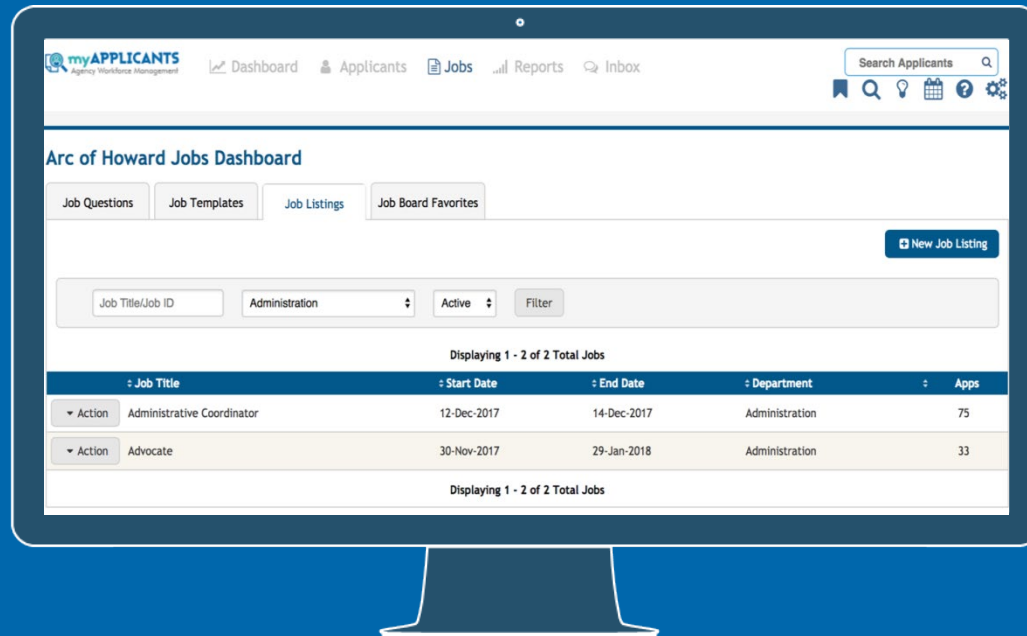 myAPPLICANTS
Agency Workforce Management
Dashboard Applicants Jobs Reports Inbox
Search Applicants
Arc of Howard Jobs Dashboard
Job Questions Job Templates Job Listings Job Board Favorites
New Job Listing
Job Title/Job ID Administration Active Filter
Displaying 1 - 2 of 2 Total Jobs
Job Title Start Date End Date Department Apps
Action Administrative Coordinator 12-Dec-2017 14-Dec-2017 Administration 75
Action Advocate 30-Nov-2017 29-Jan-2018 Administration 33
Displaying 1 - 2 of 2 Total Jobs